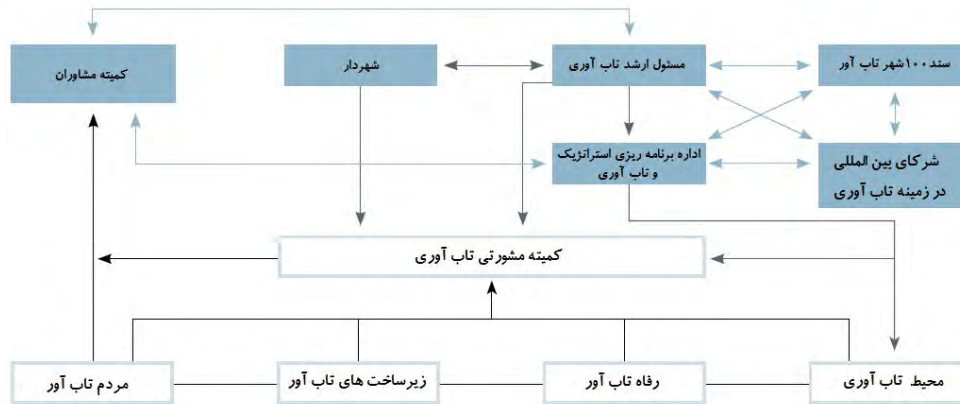 سند۱۰۰شهر تاب آور
مسئول ارشد تاب آوری
شهردار
کمیته مشاوران
شرکای بین المللی
در زمینه تاب آوری
اداره برنامه ریزی استراتژیک
و تاب آوری
کمیته مشورتی تاب آوری
محیط تاب آوری
رفاه تاب آور
زیرساخت های تاب آور
مردم تاب آور